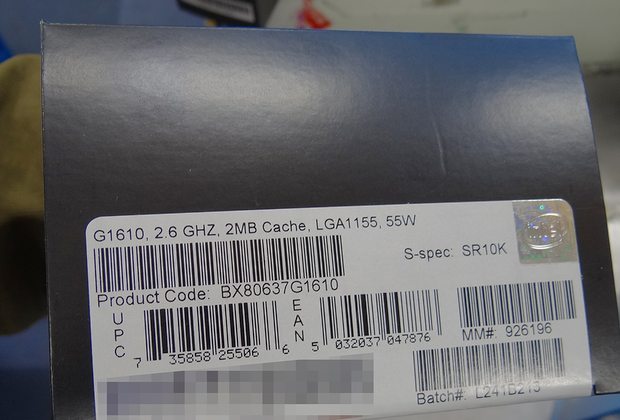 G1610, 2.6 GHZ, 2MB Cache, LGA1155, 55W
S-spec: SR10K
Product Code: BX80637G1610
UPC
7 35858 25506 6
EAN
5 032037 047876
MM#: 926196
Batch#: L241B213